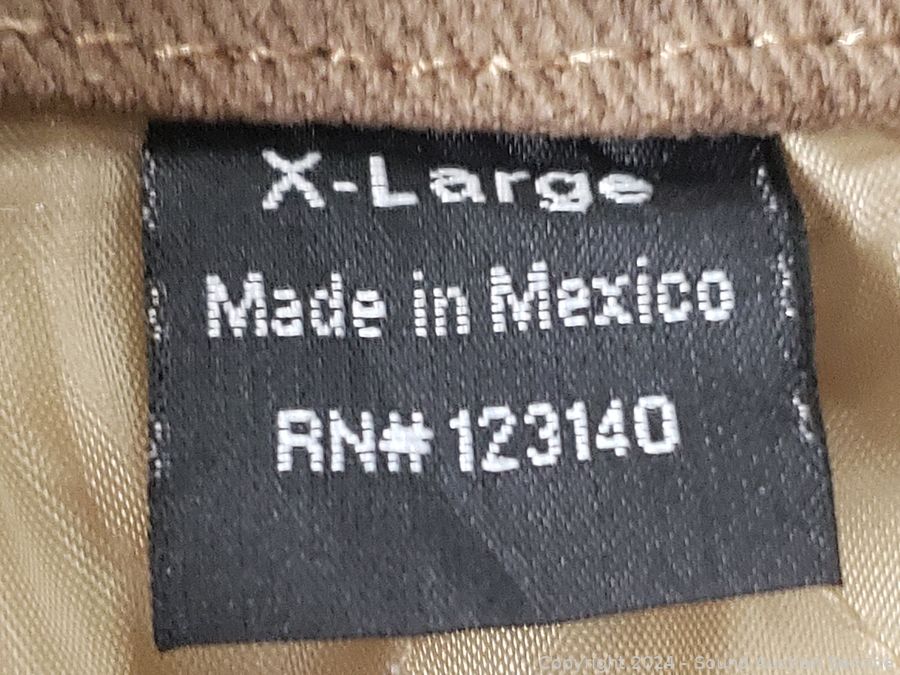 X-Large
Made in Mexico
RN# 123140
Copyright 2024 - Sound Auction Service